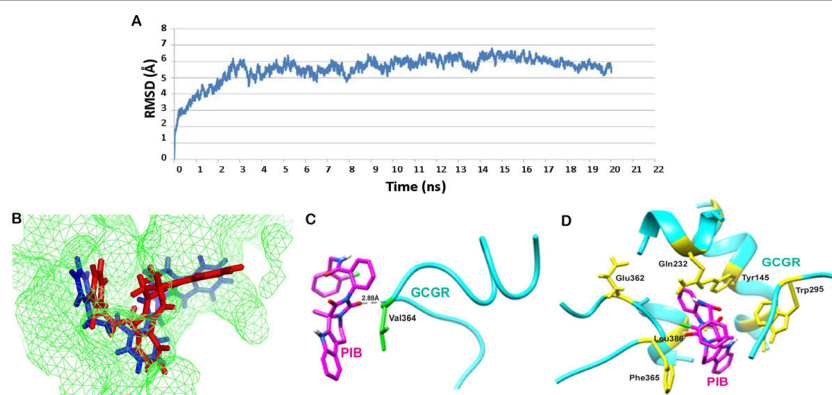 A
RMSD (Å)
8
7
6
5
4
3
2
1
0
0 1 2 3 4 5 6 7 8 9 10 11 12 13 14 15 16 17 18 19 20 21 22
Time (ns)
B
C
2.88A
GCGR
Val364
PIB
D
Gln232
GCGR
Glu362
Tyr145
Trp295
Leu386
Phe365
PIB